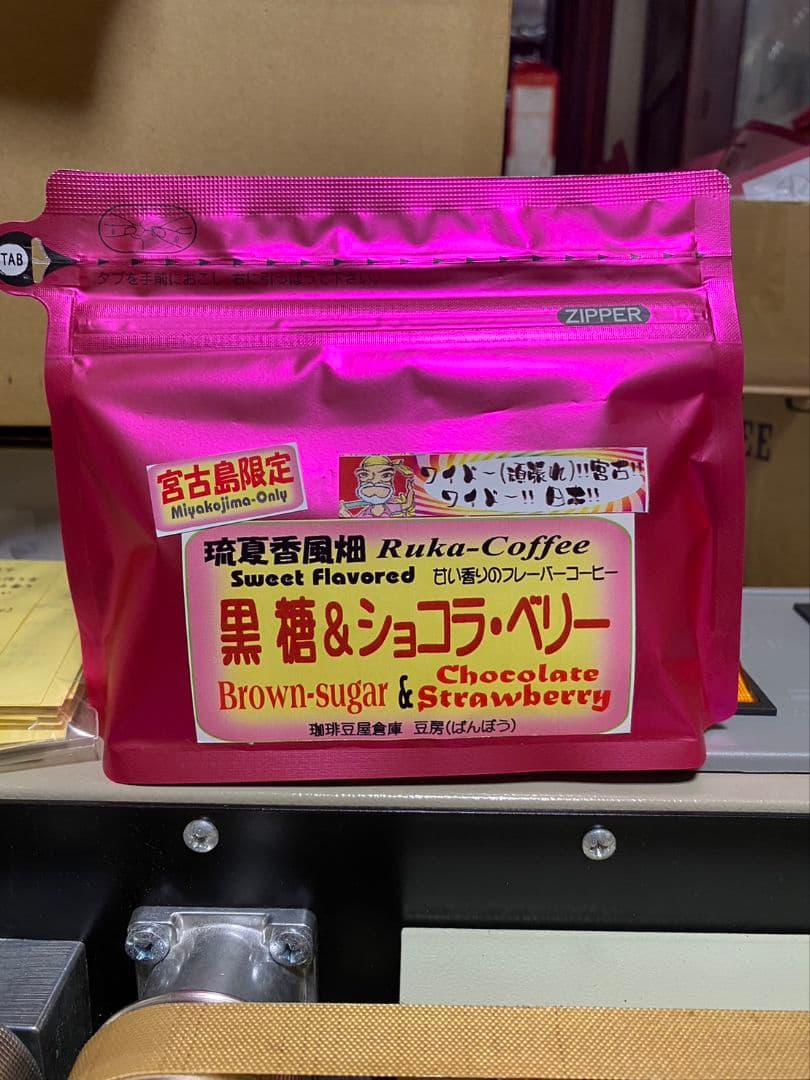 TAB
タブを手前におこし 右に引っぱって下さい
ZIPPER
宮古島限定
Miyakojima-Only
ワイドー(頑張れ)!!宮古!!
ワイドー!! 日本!!
琉夏香風畑 Ruka-Coffee
Sweet Flavored 甘い香りのフレーバーコーヒー
黒糖&ショコラ・ベリー
Brown-sugar & Chocolate Strawberry
珈琲豆屋倉庫 豆房(ばんぼう)